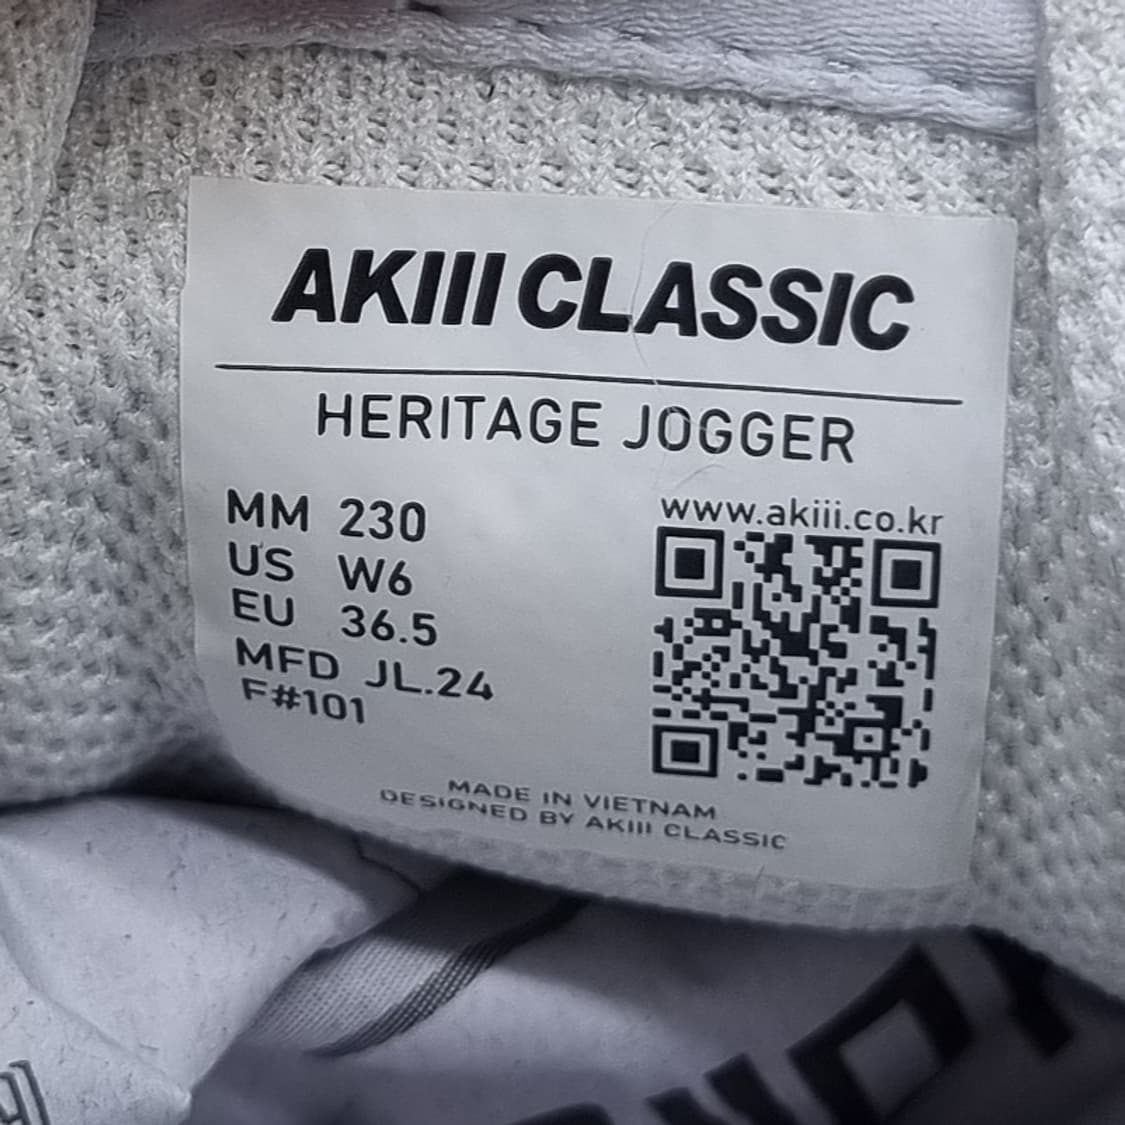 AKIII CLASSIC
HERITAGE JOGGER
MM 230
US W6
EU 36.5
MFD JL.24
F#101
www.akiii.co.kr
MADE IN VIETNAM
DESIGNED BY AKIII CLASSIC